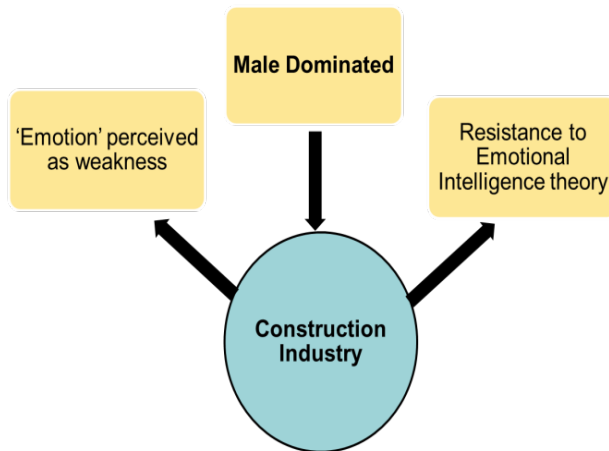 Male Dominated
‘Emotion’ perceived
as weakness
Resistance to
Emotional
Intelligence theory
Construction
Industry